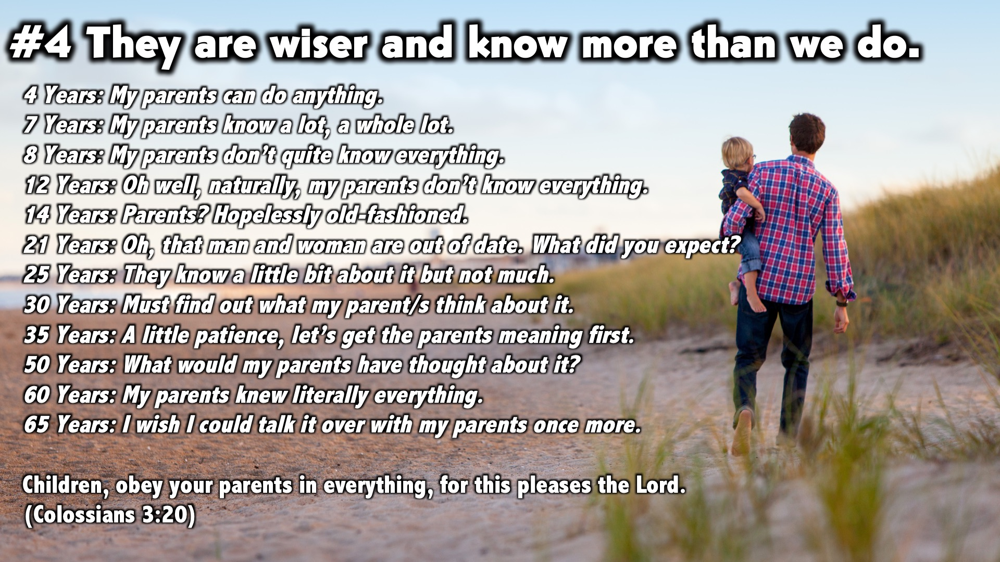 #4 They are wiser and know more than we do.
4 Years: My parents can do anything.
7 Years: My parents know a lot, a whole lot.
8 Years: My parents don’t quite know everything.
12 Years: Oh well, naturally, my parents don’t know everything.
14 Years: Parents? Hopelessly old-fashioned.
21 Years: Oh, that man and woman are out of date. What did you expect?
25 Years: They know a little bit about it but not much.
30 Years: Must find out what my parent/s think about it.
35 Years: A little patience, let’s get the parents meaning first.
50 Years: What would my parents have thought about it?
60 Years: My parents knew literally everything.
65 Years: I wish I could talk it over with my parents once more.
Children, obey your parents in everything, for this pleases the Lord.
(Colossians 3:20)